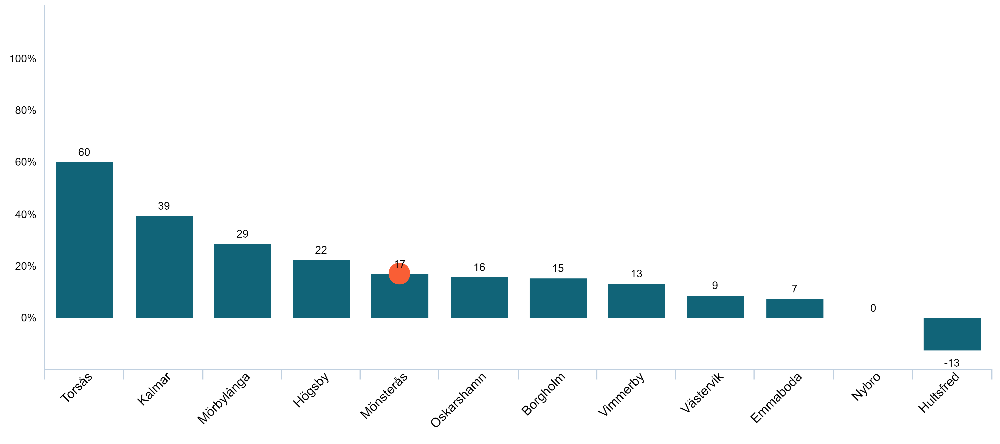 100%
80%
60%
40%
20%
0%
60
39
29
22
17
16
15
13
9
7
0
-13
Torsås
Kalmar
Mörbylånga
Högsby
Mönsterås
Oskarshamn
Borgholm
Vimmerby
Västervik
Emmaboda
Nybro
Hultsfred